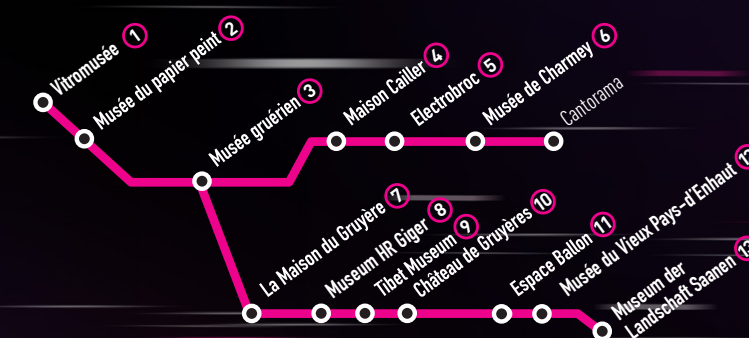 Vitromusée 1
Musée du papier peint 2
Musée gruérien 3
Maison Cailler 4
Electrobroc 5
Musée de Charmey 6
Cantorama
La Maison du Gruyère 7
Museum HR Giger 8
Tibet Museum 9
Château de Gruyères 10
Espace Ballon 11
Musée du Vieux Pays-d'Enhaut 12
Museum der
Landschaft Saanen 13